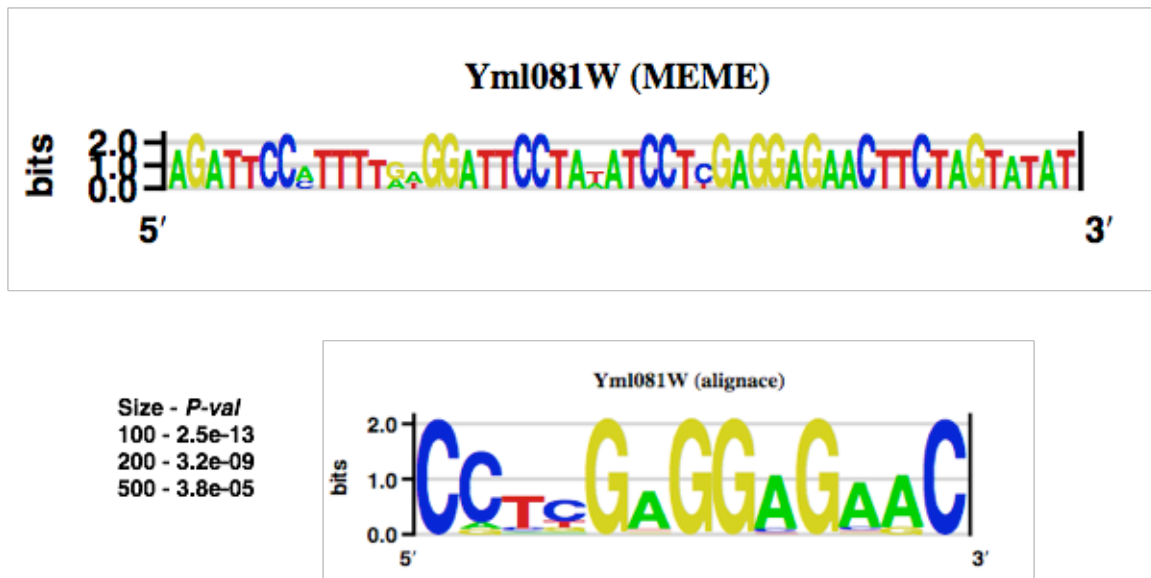 Yml081W (MEME)
bits
2.0
1.0
0.0
AGATTCCATTTTGAGGATTCCTATATCCTCGAGGAGAACTTCTAGTATAT
5′ 3′
Size - P-val
100 - 2.5e-13
200 - 3.2e-09
500 - 3.8e-05
Yml081W (alignace)
bits
2.0
1.0
0.0
CCTCGAGGAGAAC
5′ 3′